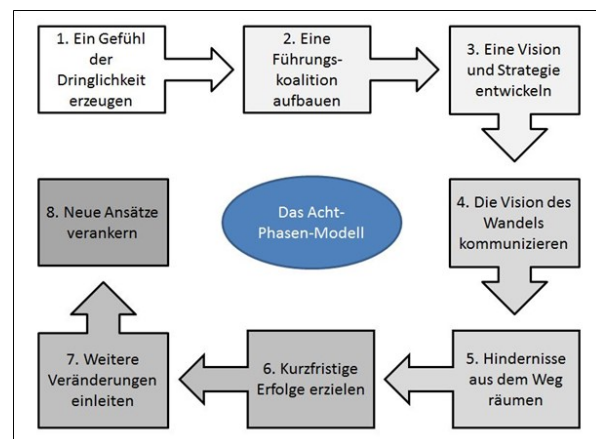 1. Ein Gefühl
der
Dringlichkeit
erzeugen
2. Eine
Führungs-
koalition
aufbauen
3. Eine Vision
und Strategie
entwickeln
4. Die Vision des
Wandels
kommunizieren
5. Hindernisse
aus dem Weg
räumen
6. Kurzfristige
Erfolge erzielen
7. Weitere
Veränderungen
einleiten
8. Neue Ansätze
verankern
Das Acht-
Phasen-Modell